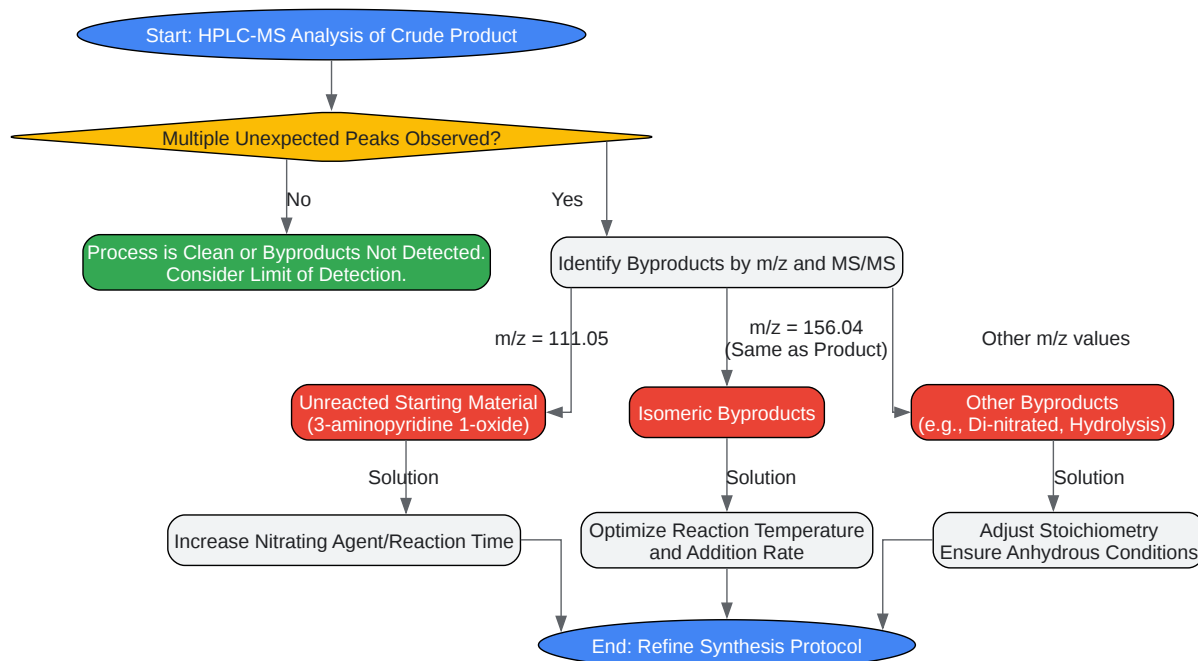 Start: HPLC-MS Analysis of Crude Product
Multiple Unexpected Peaks Observed?
No
Yes
Process is Clean or Byproducts Not Detected.
Consider Limit of Detection.
Identify Byproducts by m/z and MS/MS
m/z = 111.05
m/z = 156.04
(Same as Product)
Other m/z values
Unreacted Starting Material
(3-aminopyridine 1-oxide)
Isomeric Byproducts
Other Byproducts
(e.g., Di-nitrated, Hydrolysis)
Solution
Solution
Solution
Increase Nitrating Agent/Reaction Time
Optimize Reaction Temperature
and Addition Rate
Adjust Stoichiometry
Ensure Anhydrous Conditions
End: Refine Synthesis Protocol